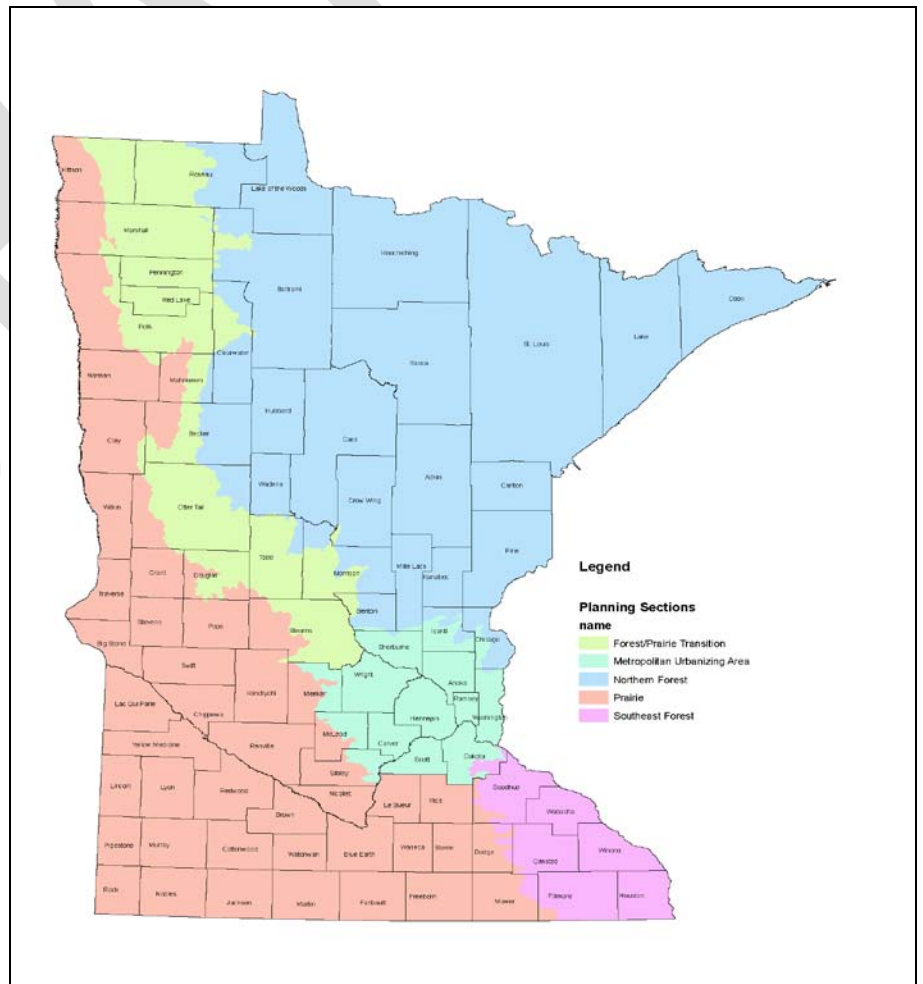 Kittson
Roseau
Lake of the Woods
Marshall
Koochiching
Pennington
Beltrami
Red Lake
Cook
Polk
Lake
St. Louis
Clearwater
Itasca
Norman
Mahnomen
Hubbard
Becker
Clay
Cass
Aitkin
Wadena
Carlton
Crow Wing
Wilkin
Otter Tail
Pine
Todd
Mille Lacs
Grant
Douglas
Morrison
Kanabec
Traverse
Benton
Stevens
Pope
Stearns
Isanti
Big Stone
Sherburne
Chisago
Swift
Wright
Anoka
Kandiyohi
Meeker
Ramsey
Lac Qui Parle
Chippewa
Hennepin
Washington
McLeod
Yellow Medicine
Renville
Carver
Scott
Dakota
Sibley
Lincoln
Lyon
Redwood
Nicollet
Goodhue
Le Sueur
Rice
Wabasha
Brown
Pipestone
Murray
Cottonwood
Watonwan
Blue Earth
Waseca
Steele
Dodge
Olmsted
Winona
Rock
Nobles
Jackson
Martin
Faribault
Freeborn
Mower
Fillmore
Houston
Legend
Planning Sections
name
Forest/Prairie Transition
Metropolitan Urbanizing Area
Northern Forest
Prairie
Southeast Forest